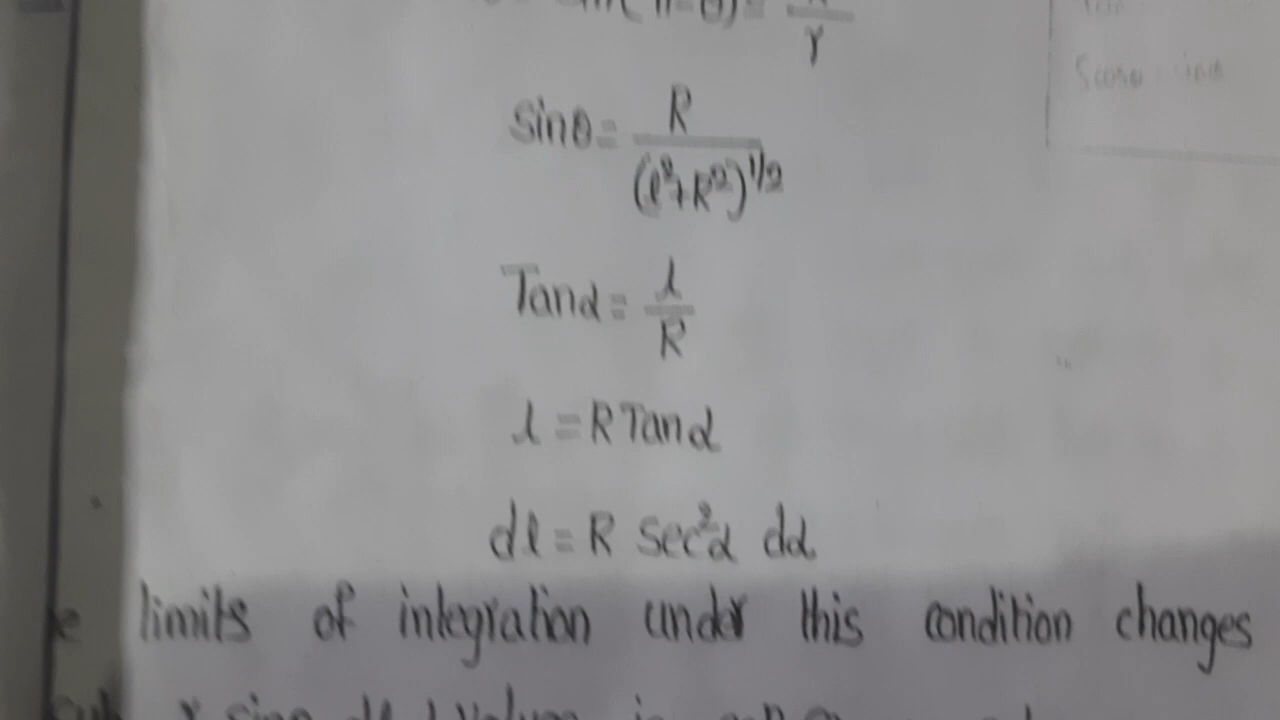 (π-θ)= /r
sinθ = R/(l²+R²)^1/2
Tanα = l/R
l = R Tanα
dl = R sec²α dα
limits of integration under this condition changes